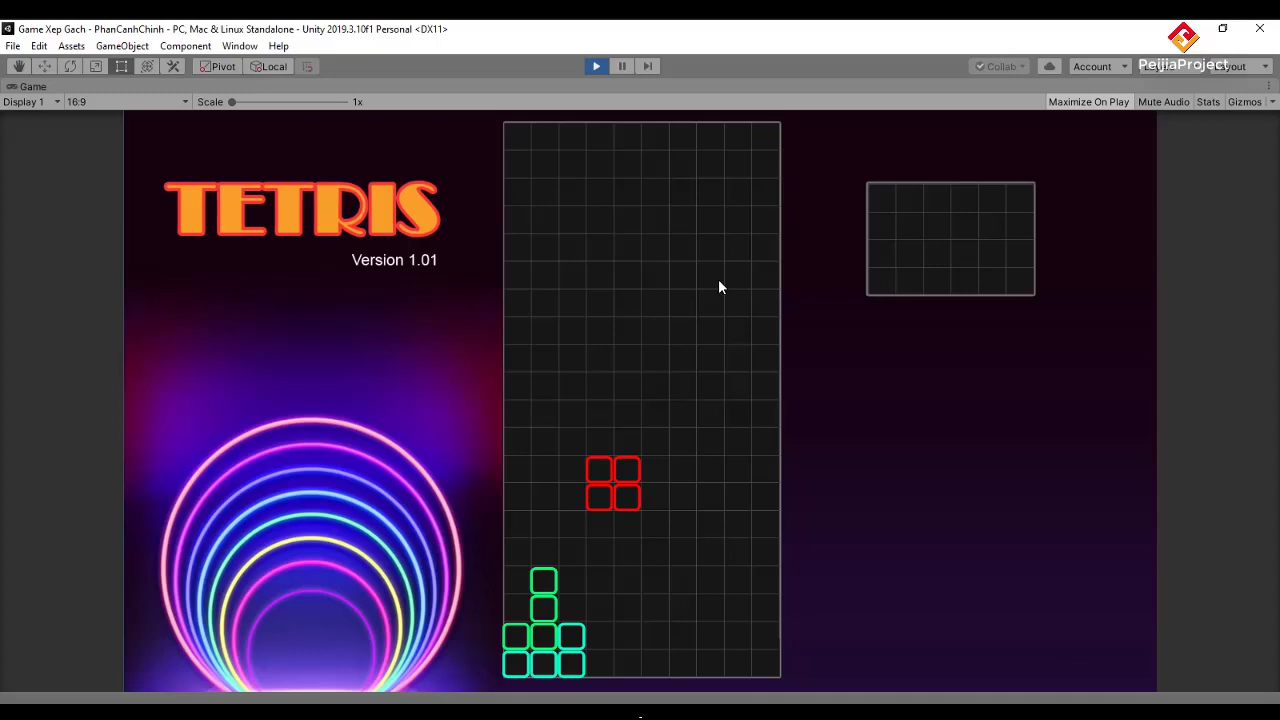 Game Xep Gach - PhanCanhChinh - PC, Mac & Linux Standalone - Unity 2019.3.10f1 Personal <DX11>
File Edit Assets GameObject Component Window Help
Pivot Local Collab Account Layout
PeijiaProject
Game
Display 1 16:9 Scale 1x Maximize On Play Mute Audio Stats Gizmos
TETRIS
Version 1.01